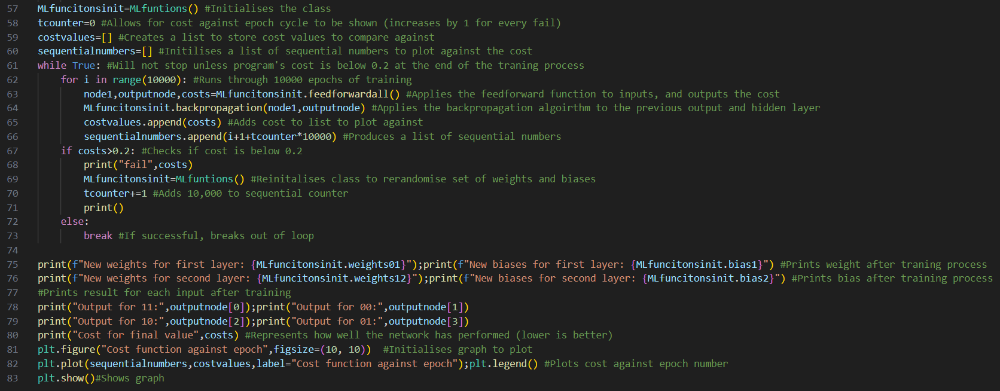 57 MLfuncitonsinit=MLfuntions() #Initialises the class
58 tcounter=0 #Allows for cost against epoch cycle to be shown (increases by 1 for every fail)
59 costvalues=[] #Creates a list to store cost values to compare against
60 sequentialnumbers=[] #Initilises a list of sequential numbers to plot against the cost
61 while True: #Will not stop unless program's cost is below 0.2 at the end of the traning process
62     for i in range(10000): #Runs through 10000 epochs of training
63         node1,outputnode,costs=MLfuncitonsinit.feedforwardall() #Applies the feedforward function to inputs, and outputs the cost
64         MLfuncitonsinit.backpropagation(node1,outputnode) #Applies the backpropagation algoirthm to the previous output and hidden layer
65         costvalues.append(costs) #Adds cost to list to plot against
66         sequentialnumbers.append(i+1+tcounter*10000) #Produces a list of sequential numbers
67     if costs>0.2: #Checks if cost is below 0.2
68         print("fail",costs)
69         MLfuncitonsinit=MLfuntions() #Reinitalises class to rerandomise set of weights and biases
70         tcounter+=1 #Adds 10,000 to sequential counter
71         print()
72     else:
73         break #If successful, breaks out of loop
74
75 print(f"New weights for first layer: {MLfuncitonsinit.weights01}");print(f"New biases for first layer: {MLfuncitonsinit.bias1}") #Prints weight after traning process
76 print(f"New weights for second layer: {MLfuncitonsinit.weights12}");print(f"New biases for second layer: {MLfuncitonsinit.bias2}") #Prints bias after training process
77 #Prints result for each input after training
78 print("Output for 11:",outputnode[0]);print("Output for 00:",outputnode[1])
79 print("Output for 10:",outputnode[2]);print("Output for 01:",outputnode[3])
80 print("Cost for final value",costs) #Represents how well the network has performed (lower is better)
81 plt.figure("Cost function against epoch",figsize=(10, 10))  #Initialises graph to plot
82 plt.plot(sequentialnumbers,costvalues,label="Cost function against epoch");plt.legend() #Plots cost against epoch number
83 plt.show()#Shows graph